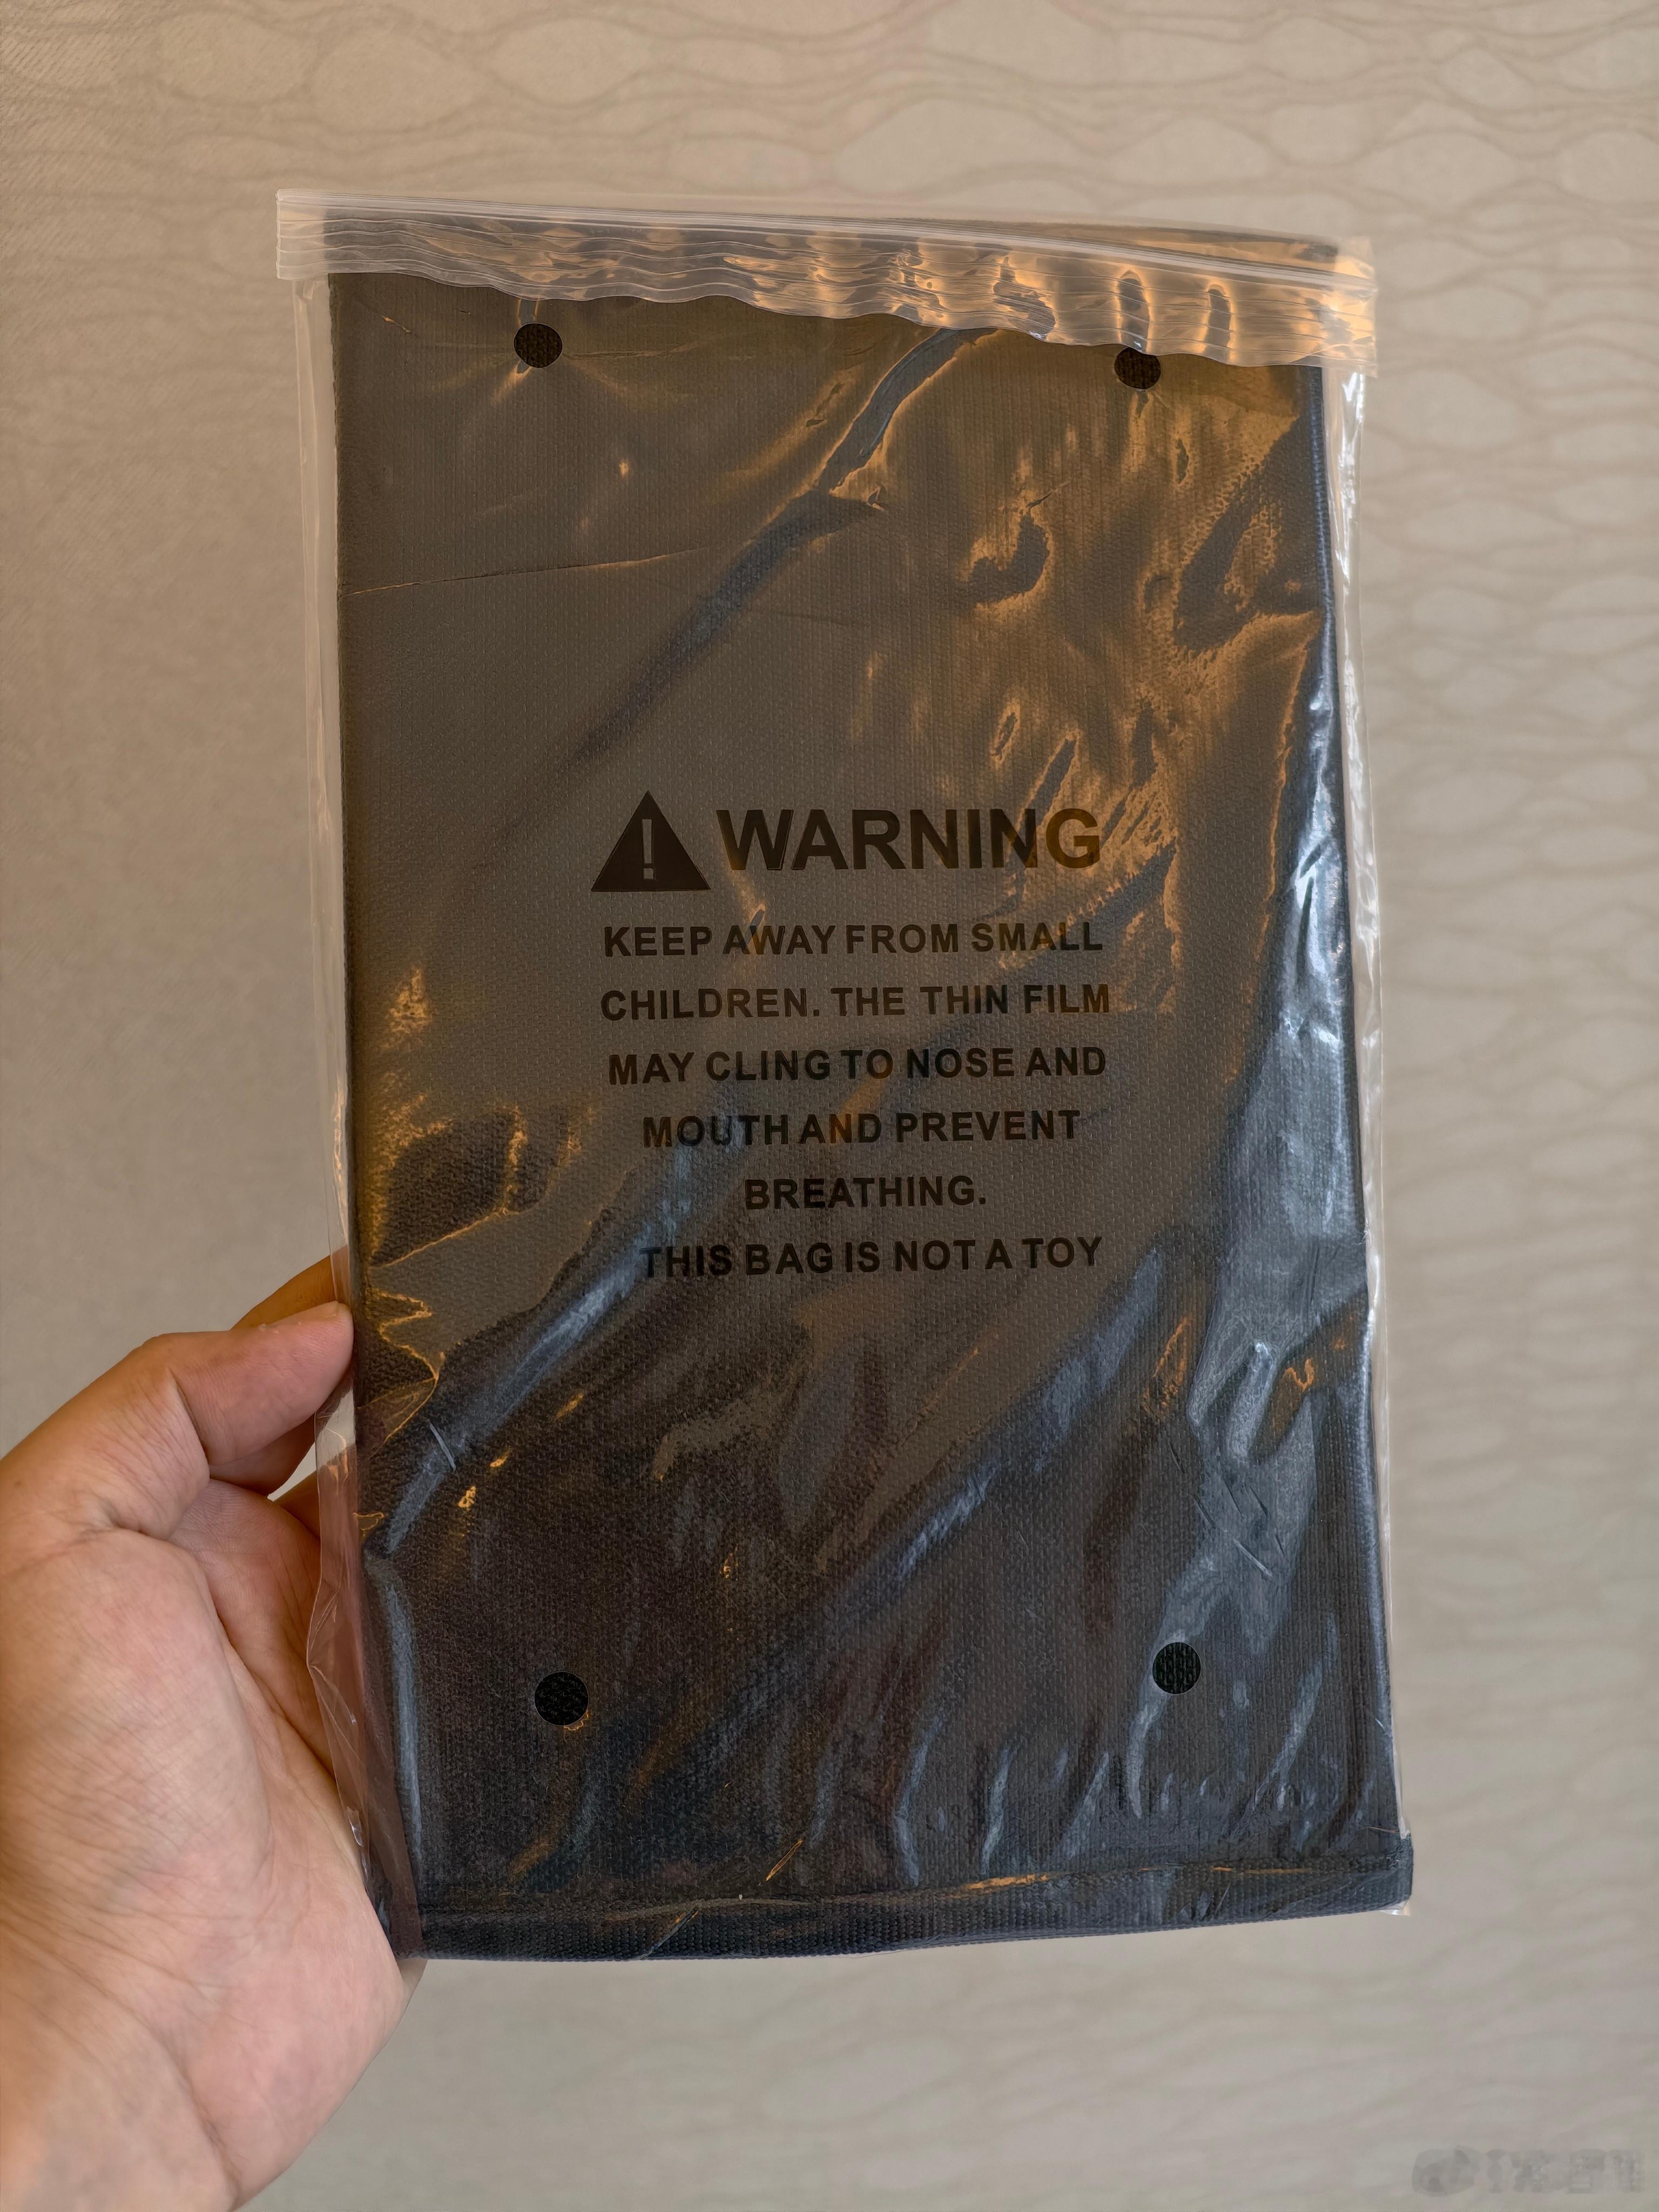 WARNING
KEEP AWAY FROM SMALL
CHILDREN. THE THIN FILM
MAY CLING TO NOSE AND
MOUTH AND PREVENT
BREATHING.
THIS BAG IS NOT A TOY